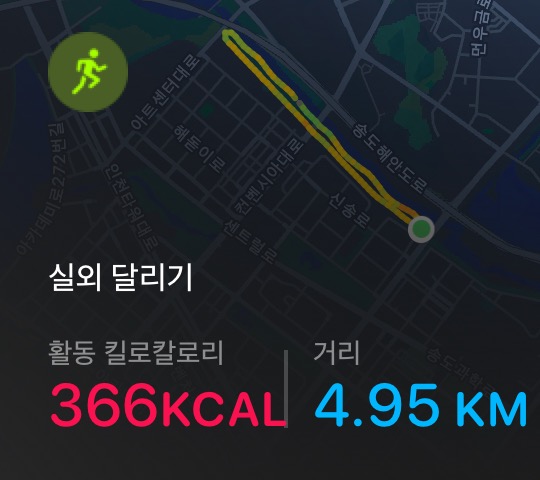 먼우금로
아트센터대로
송도해안도로
해돋이로
컨벤시아대로
아카데미로272번길
인천타워대로
신송로
센트럴로
실외 달리기
송도과학
활동 킬로칼로리 거리
366KCAL 4.95 KM